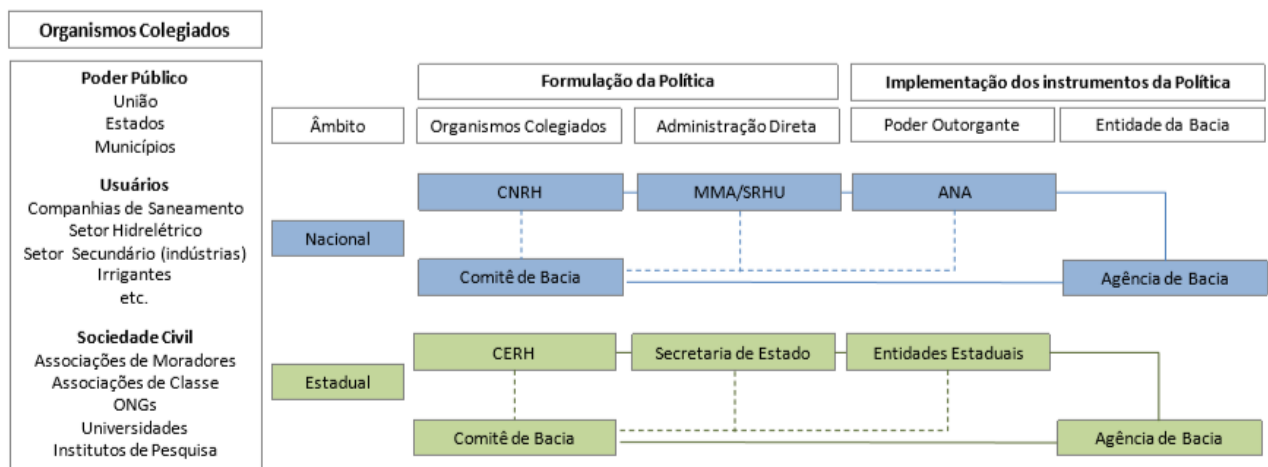 Organismos Colegiados
Poder Público
União
Estados
Municípios
Usuários
Companhias de Saneamento
Setor Hidrelétrico
Setor Secundário (indústrias)
Irrigantes
etc.
Sociedade Civil
Associações de Moradores
Associações de Classe
ONGs
Universidades
Institutos de Pesquisa
Formulação da Política
Implementação dos instrumentos da Política
Âmbito
Organismos Colegiados
Administração Direta
Poder Outorgante
Entidade da Bacia
Nacional
CNRH
MMA/SRHU
ANA
Comitê de Bacia
Agência de Bacia
Estadual
CERH
Secretaria de Estado
Entidades Estaduais
Comitê de Bacia
Agência de Bacia